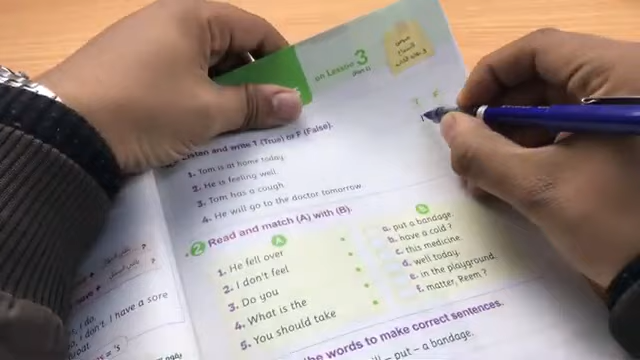 on Lesson 3
(Part 1)
T F
Listen and write T (True) or F (False).
1. Tom is at home today.
2. He is feeling well.
3. Tom has a cough.
4. He will go to the doctor tomorrow.
2 Read and match (A) with (B).
A
1. He fell over
2. I don't feel
3. Do you
4. What is the
5. You should take
b
a. put a bandage.
b. have a cold ?
c. this medicine.
d. well today.
e. in the playground.
f. matter, Reem ?
the words to make correct sentences.
– put – a bandage.
I do.
I don't. I have a sore